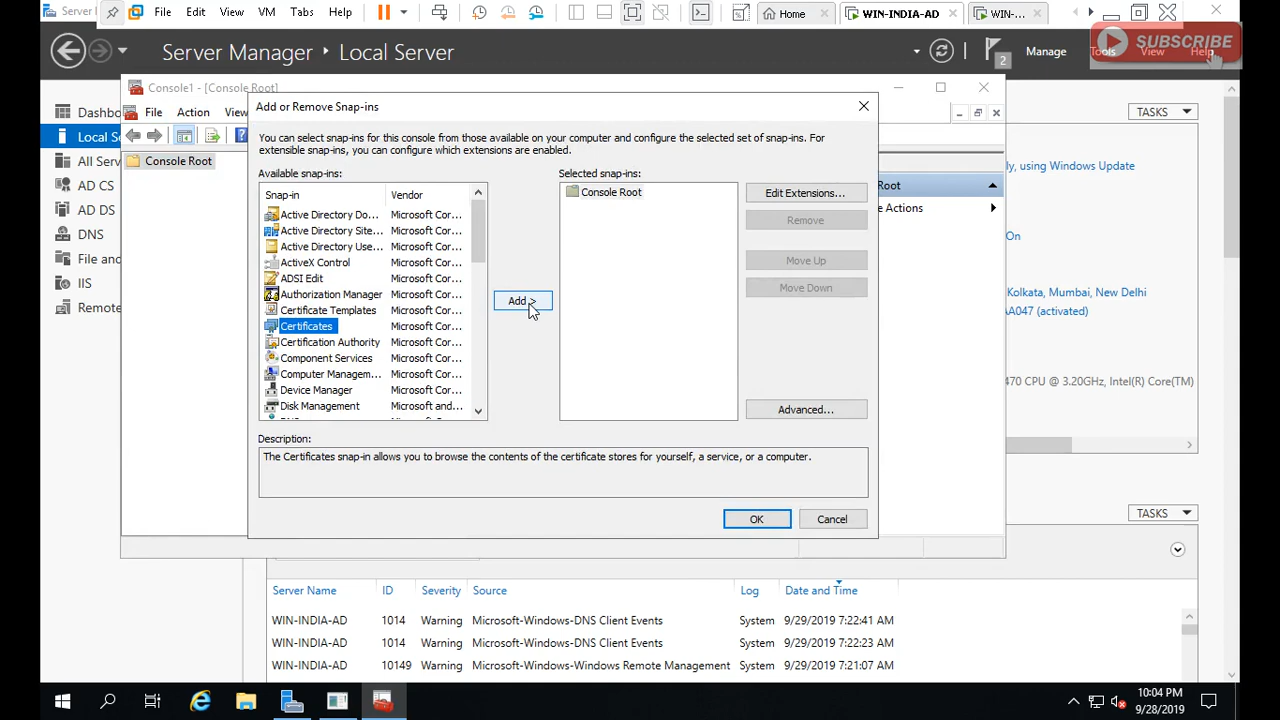 Server
File
Edit
View
VM
Tabs
Help
Home
WIN-INDIA-AD
WIN-...
Server Manager
Local Server
2
Manage
Tools
View
Help
SUBSCRIBE
Console1 - [Console Root]
File
Action
View
Console Root
Dashbo
Local Se
All Serv
AD CS
AD DS
DNS
File and
IIS
Remote
Add or Remove Snap-ins
You can select snap-ins for this console from those available on your computer and configure the selected set of snap-ins. For
extensible snap-ins, you can configure which extensions are enabled.
Available snap-ins:
Snap-in
Vendor
Active Directory Do...
Microsoft Cor...
Active Directory Site...
Microsoft Cor...
Active Directory Use...
Microsoft Cor...
ActiveX Control
Microsoft Cor...
ADSI Edit
Microsoft Cor...
Authorization Manager
Microsoft Cor...
Certificate Templates
Microsoft Cor...
Certificates
Microsoft Cor...
Certification Authority
Microsoft Cor...
Component Services
Microsoft Cor...
Computer Managem...
Microsoft Cor...
Device Manager
Microsoft Cor...
Disk Management
Microsoft and...
Add >
Selected snap-ins:
Console Root
Edit Extensions...
Remove
Move Up
Move Down
Advanced...
Description:
The Certificates snap-in allows you to browse the contents of the certificate stores for yourself, a service, or a computer.
OK
Cancel
Root
e Actions
TASKS
ly, using Windows Update
On
Kolkata, Mumbai, New Delhi
AA047 (activated)
470 CPU @ 3.20GHz, Intel(R) Core(TM)
TASKS
Server Name
ID
Severity
Source
Log
Date and Time
WIN-INDIA-AD
1014
Warning
Microsoft-Windows-DNS Client Events
System
9/29/2019 7:22:41 AM
WIN-INDIA-AD
1014
Warning
Microsoft-Windows-DNS Client Events
System
9/29/2019 7:22:23 AM
WIN-INDIA-AD
10149
Warning
Microsoft-Windows-Windows Remote Management
System
9/29/2019 7:21:07 AM
10:04 PM
9/28/2019